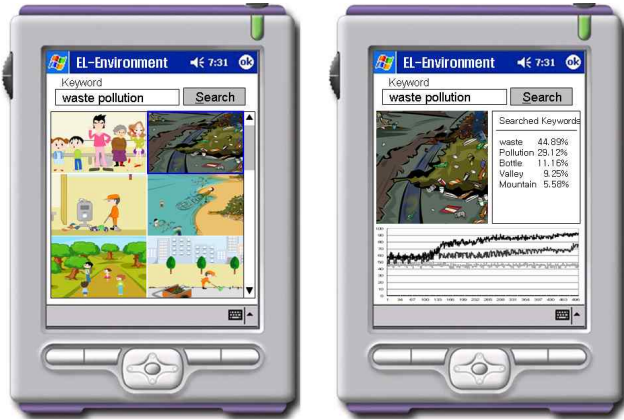 EL-Environment 7:31 ok
Keyword
waste pollution Search
EL-Environment 7:31 ok
Keyword
waste pollution Search
Searched Keywords
waste 44.89%
Pollution 29.12%
Bottle 11.16%
Valley 9.25%
Mountain 5.58%